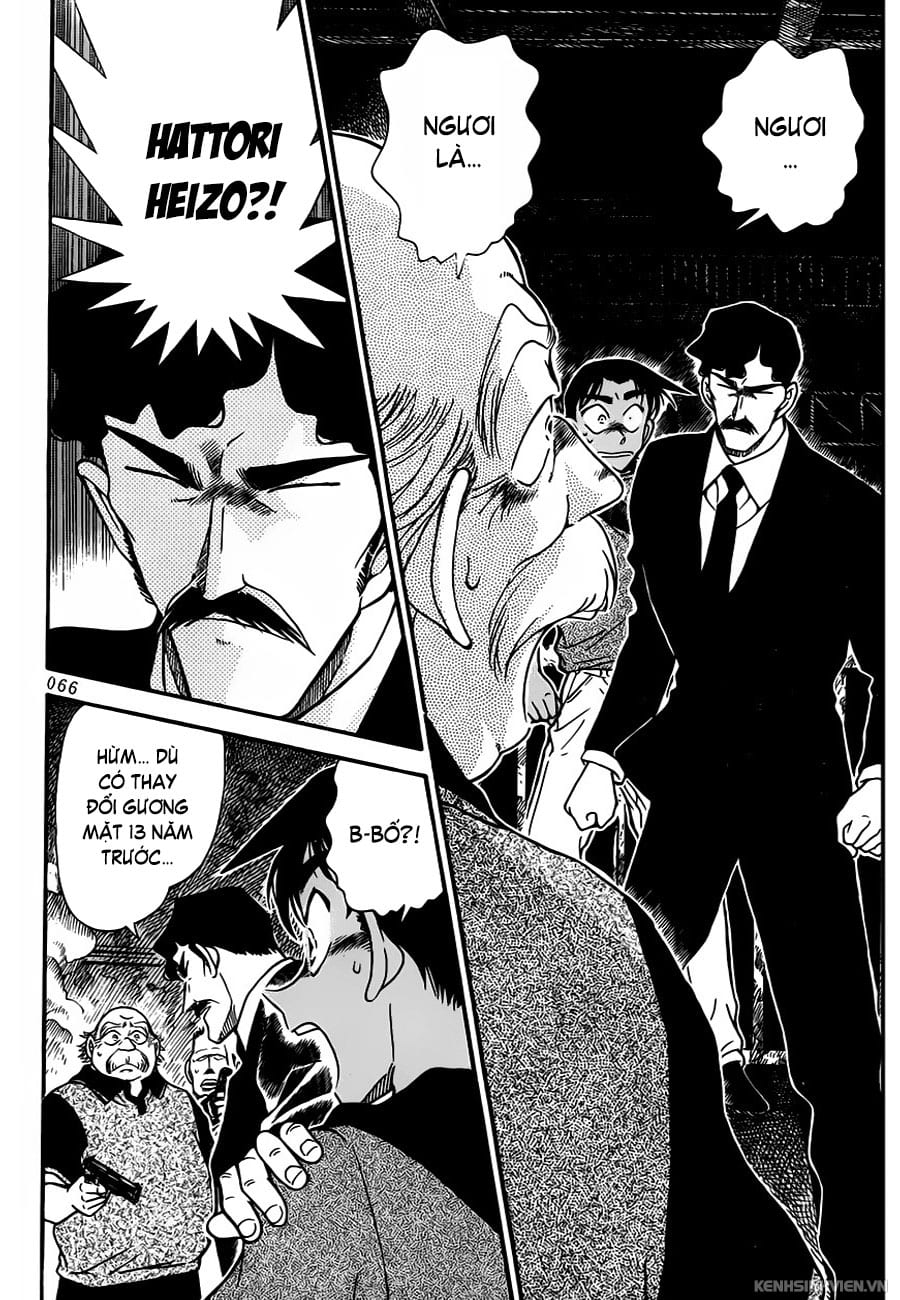 NGƯƠI
...
NGƯƠI
LÀ...
HATTORI
HEIZO?!
B-BỐ?!
HỪM... DÙ
CÓ THAY
ĐỔI GƯƠNG
MẶT 13 NĂM
TRƯỚC...
066
KENHSINHVIEN.VN